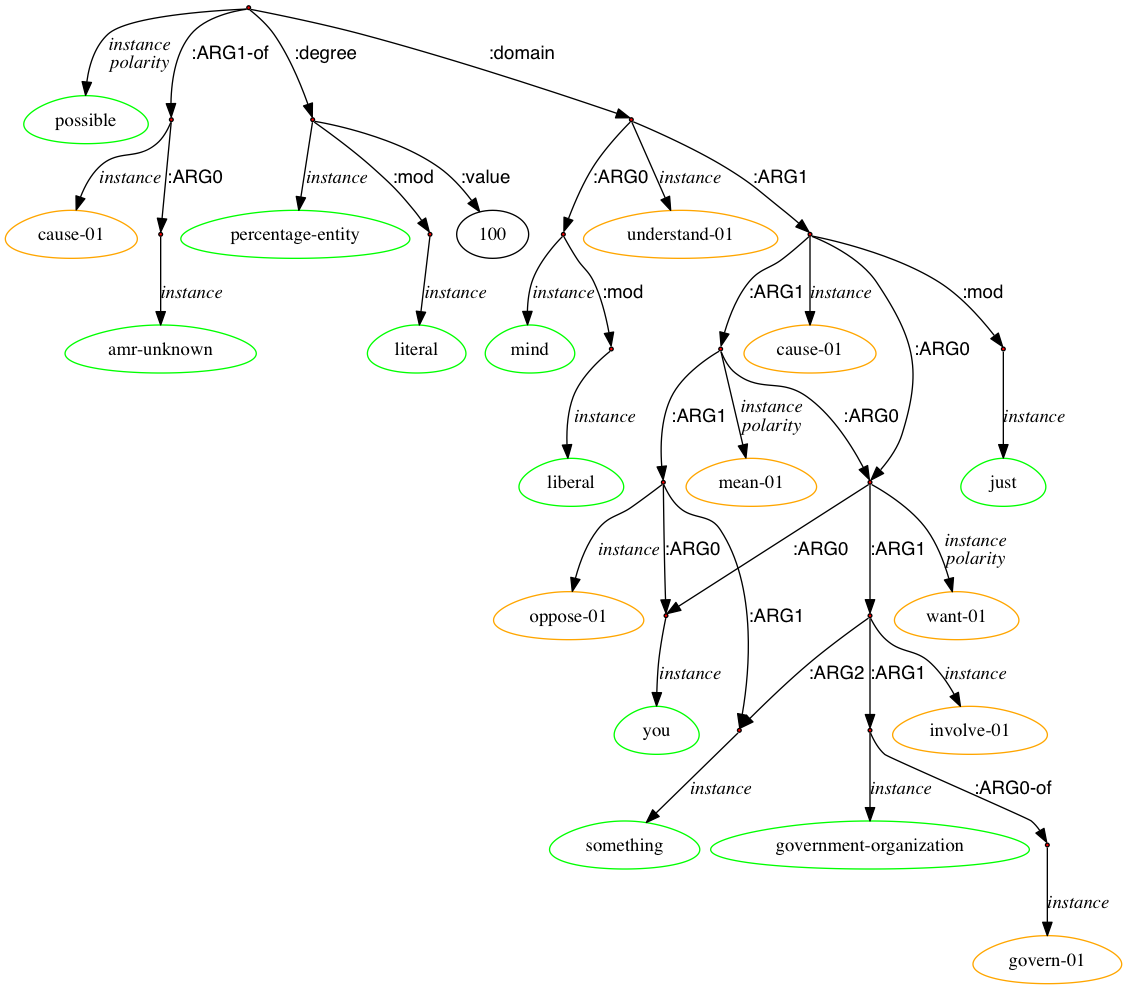 :ARG1-of :degree :domain
instance
polarity
possible
instance :ARG0 instance :mod :value :ARG0 instance :ARG1
cause-01 percentage-entity 100 understand-01
instance instance instance :mod :ARG1 instance :mod
amr-unknown literal mind cause-01 :ARG0
instance :ARG1 instance
polarity :ARG0 instance
liberal mean-01 just
instance :ARG0 :ARG0 :ARG1 instance
polarity
oppose-01 :ARG1 want-01
instance :ARG2 :ARG1 instance
you involve-01
instance instance :ARG0-of
something government-organization
instance
govern-01